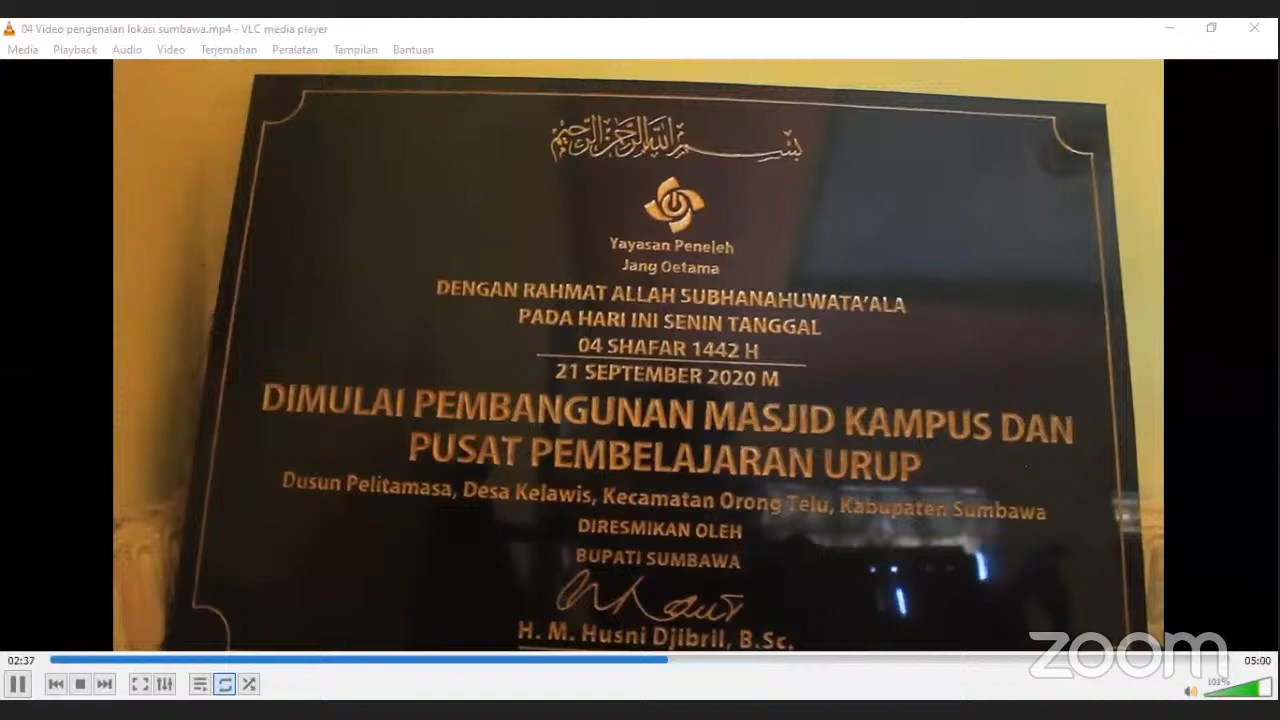 04 Video pengenalan lokasi sumbawa.mp4 - VLC media player
Media Playback Audio Video Terjemahan Peralatan Tampilan Bantuan
بسم الله الرحمن الرحيم
Yayasan Peneleh
Jang Oetama
DENGAN RAHMAT ALLAH SUBHANAHUWATA'ALA
PADA HARI INI SENIN TANGGAL
04 SHAFAR 1442 H
21 SEPTEMBER 2020 M
DIMULAI PEMBANGUNAN MASJID KAMPUS DAN
PUSAT PEMBELAJARAN URUP
Dusun Pelitamasa, Desa Kelawis, Kecamatan Orong Telu, Kabupaten Sumbawa
DIRESMIKAN OLEH
BUPATI SUMBAWA
H. M. Husni Djibril, B.Sc.
zoom
02:37 05:00
101%